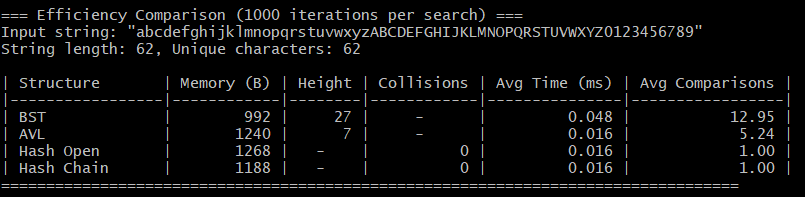 === Efficiency Comparison (1000 iterations per search) ===
Input string: "abcdefghijklmnopqrstuvwxyzABCDEFGHIJKLMNOPQRSTUVWXYZ0123456789"
String length: 62, Unique characters: 62

| Structure       | Memory (B) | Height | Collisions | Avg Time (ms) | Avg Comparisons |
|-----------------|------------|--------|------------|---------------|-----------------|
| BST             |        992 |     27 |     -      |         0.048 |           12.95 |
| AVL             |       1240 |      7 |     -      |         0.016 |            5.24 |
| Hash Open       |       1268 |   -    |          0 |         0.016 |            1.00 |
| Hash Chain      |       1188 |   -    |          0 |         0.016 |            1.00 |
==================================================================================